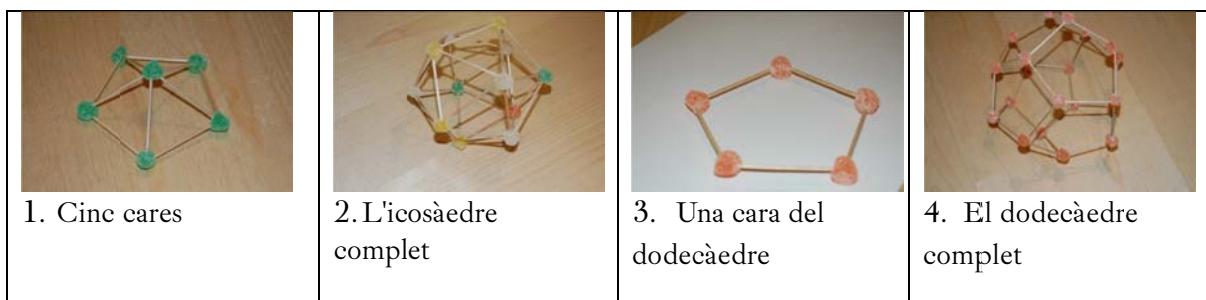 1. Cinc cares
2. L'icosàedre
complet
3. Una cara del
dodecàedre
4. El dodecàedre
complet